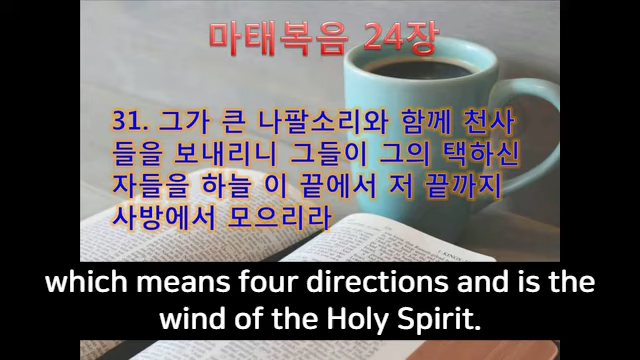 마태복음 24장
31. 그가 큰 나팔소리와 함께 천사
들을 보내리니 그들이 그의 택하신
자들을 하늘 이 끝에서 저 끝까지
사방에서 모으리라
which means four directions and is the
wind of the Holy Spirit.